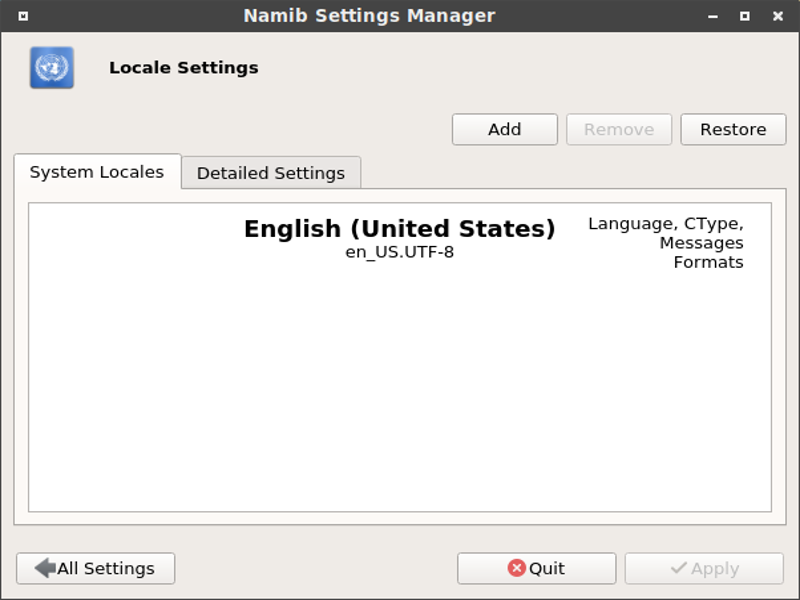 Namib Settings Manager
Locale Settings
Add
Remove
Restore
System Locales
Detailed Settings
English (United States)
en_US.UTF-8
Language, CType,
Messages
Formats
All Settings
Quit
Apply